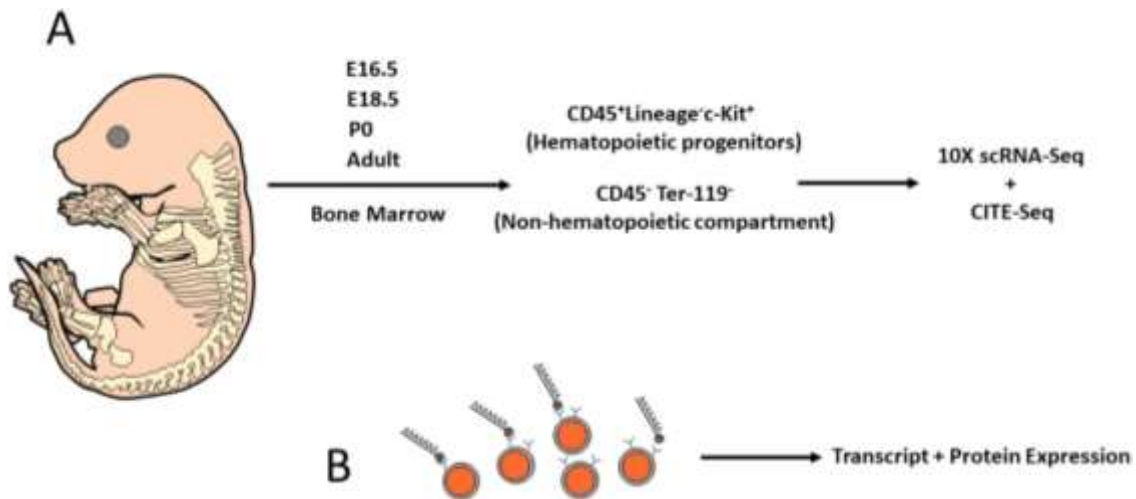 A
E16.5
E18.5
P0
Adult
Bone Marrow
CD45⁺Lineage⁻c-Kit⁺
(Hematopoietic progenitors)
CD45⁻ Ter-119⁻
(Non-hematopoietic compartment)
10X scRNA-Seq
+
CITE-Seq
B
Transcript + Protein Expression